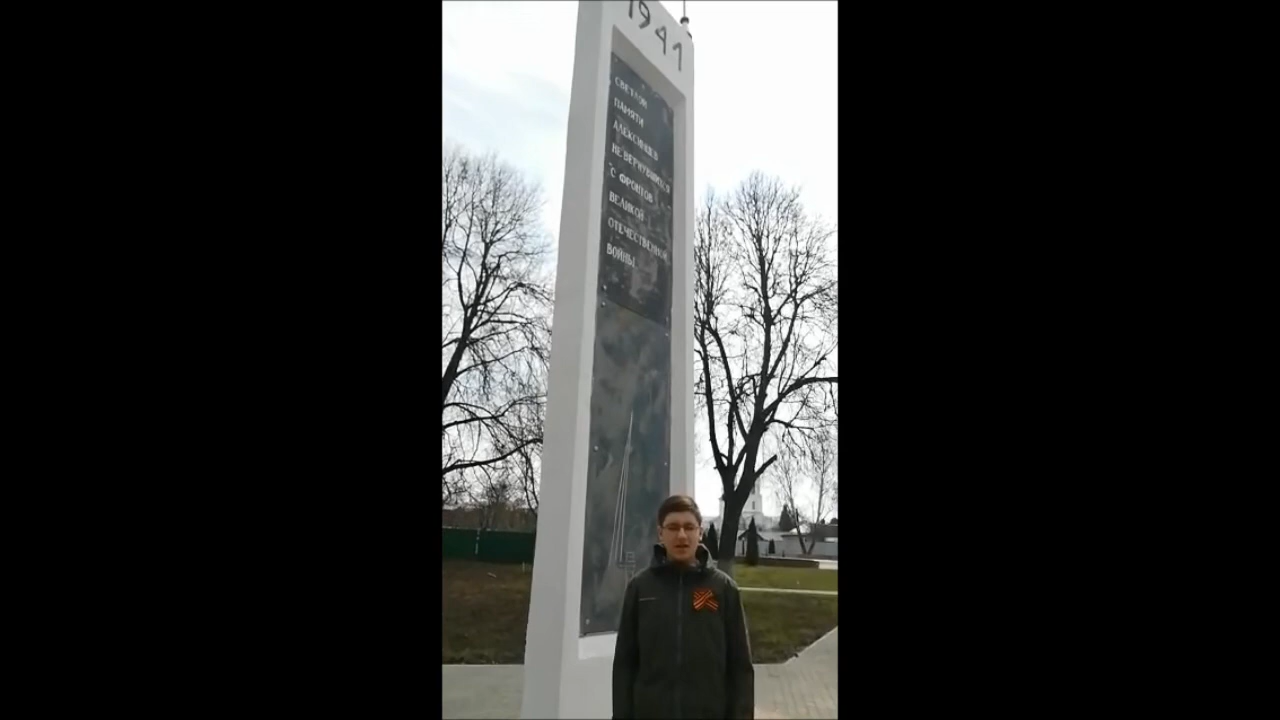 1941
СВЕТЛОЙ
ПАМЯТИ
АЛЕКСИНЦЕВ
НЕ ВЕРНУВШИХСЯ
С ФРОНТОВ
ВЕЛИКОЙ
ОТЕЧЕСТВЕННОЙ
ВОЙНЫ